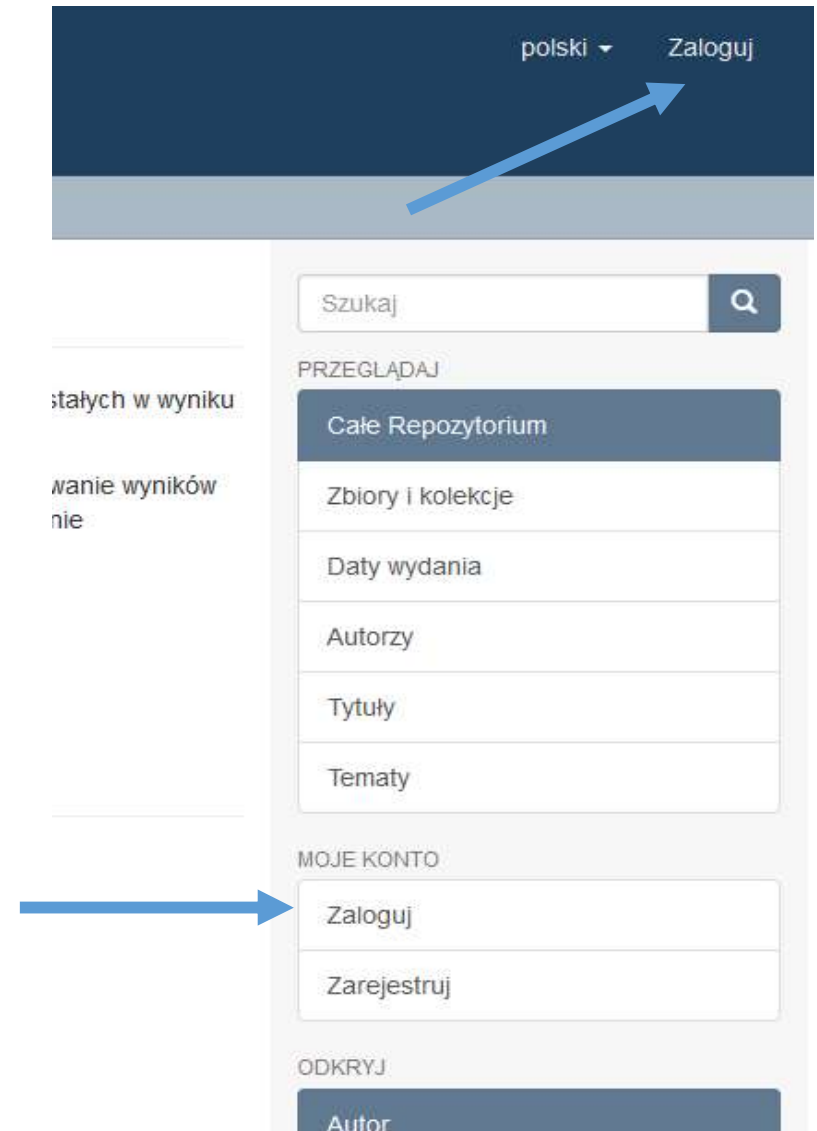 polski Zaloguj
Szukaj
PRZEGLĄDAJ
stałych w wyniku
Całe Repozytorium
wanie wyników
nie
Zbiory i kolekcje
Daty wydania
Autorzy
Tytuły
Tematy
MOJE KONTO
Zaloguj
Zarejestruj
ODKRYJ
Autor